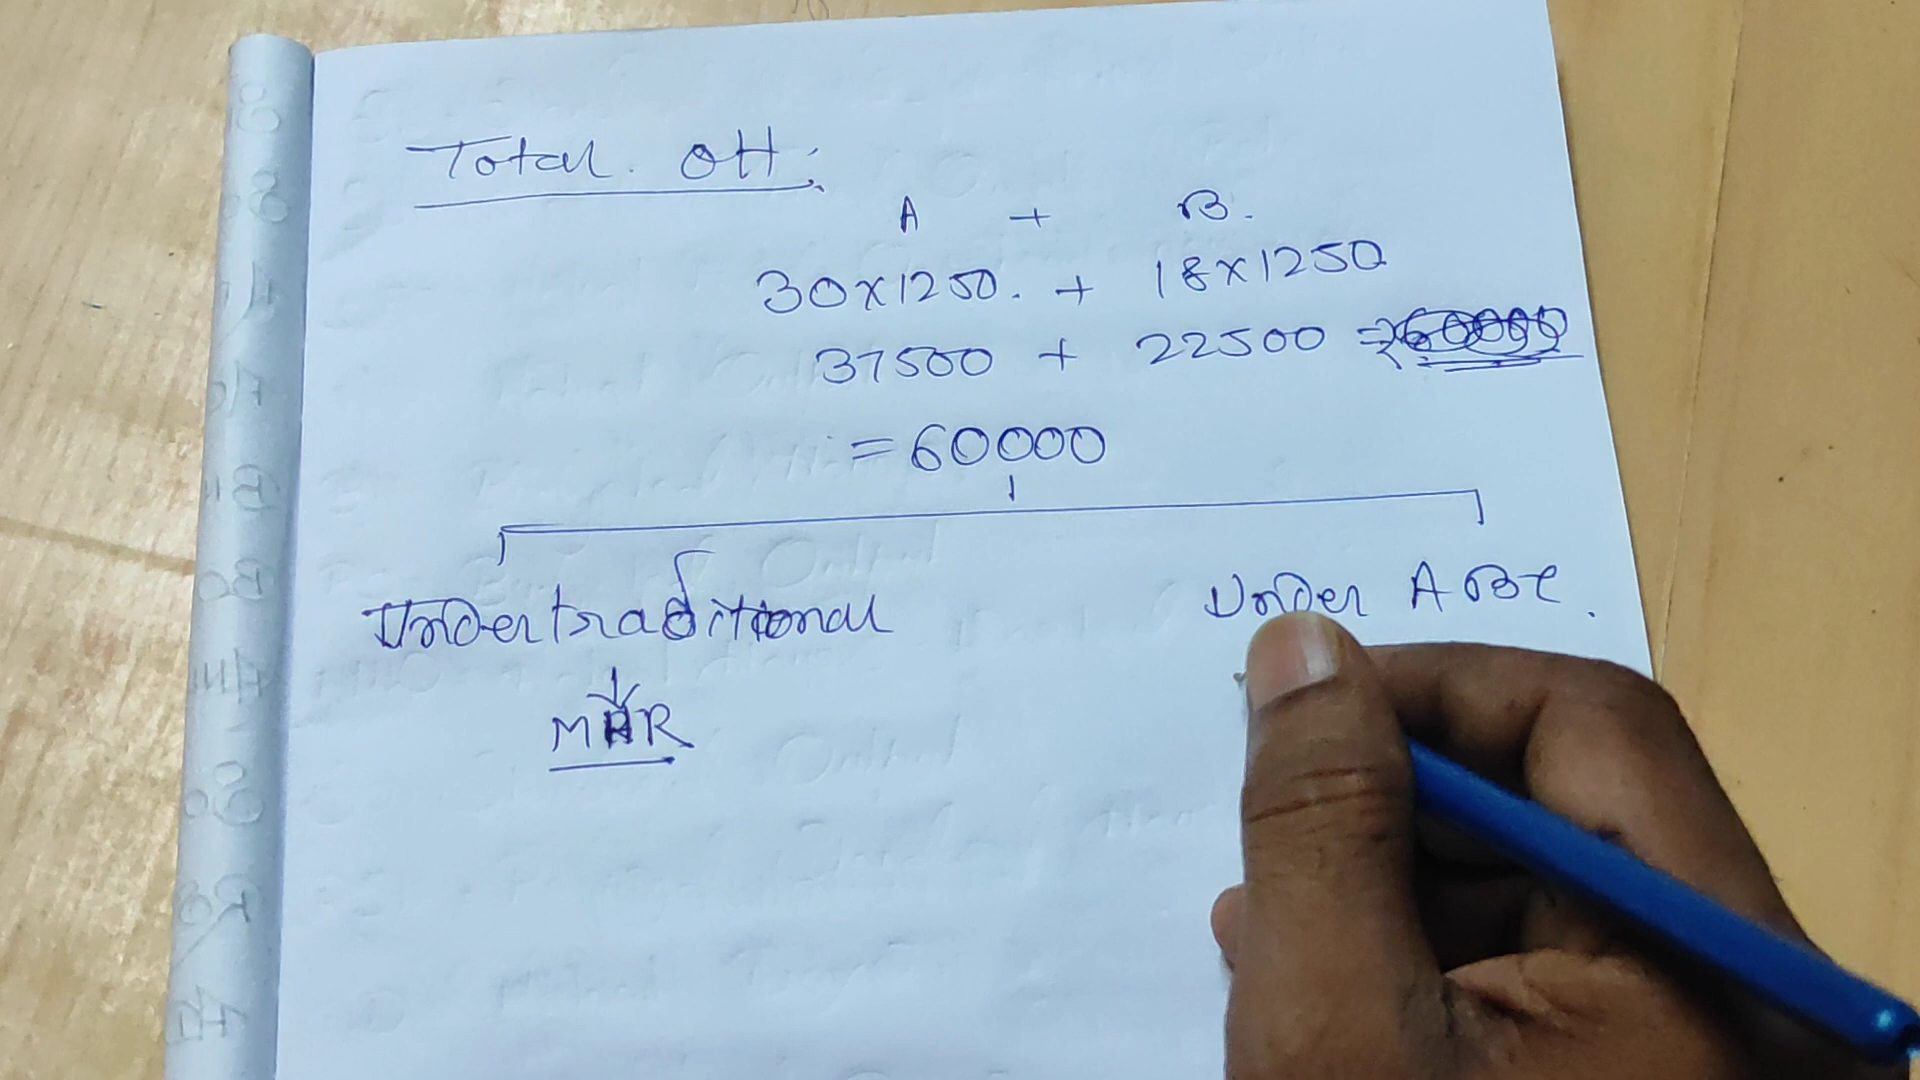 Total. OH:
A + B.
30x1250. + 18x1250
37500 + 22500 = 60000
= 60000
Under traditional
Under ABC.
MHR